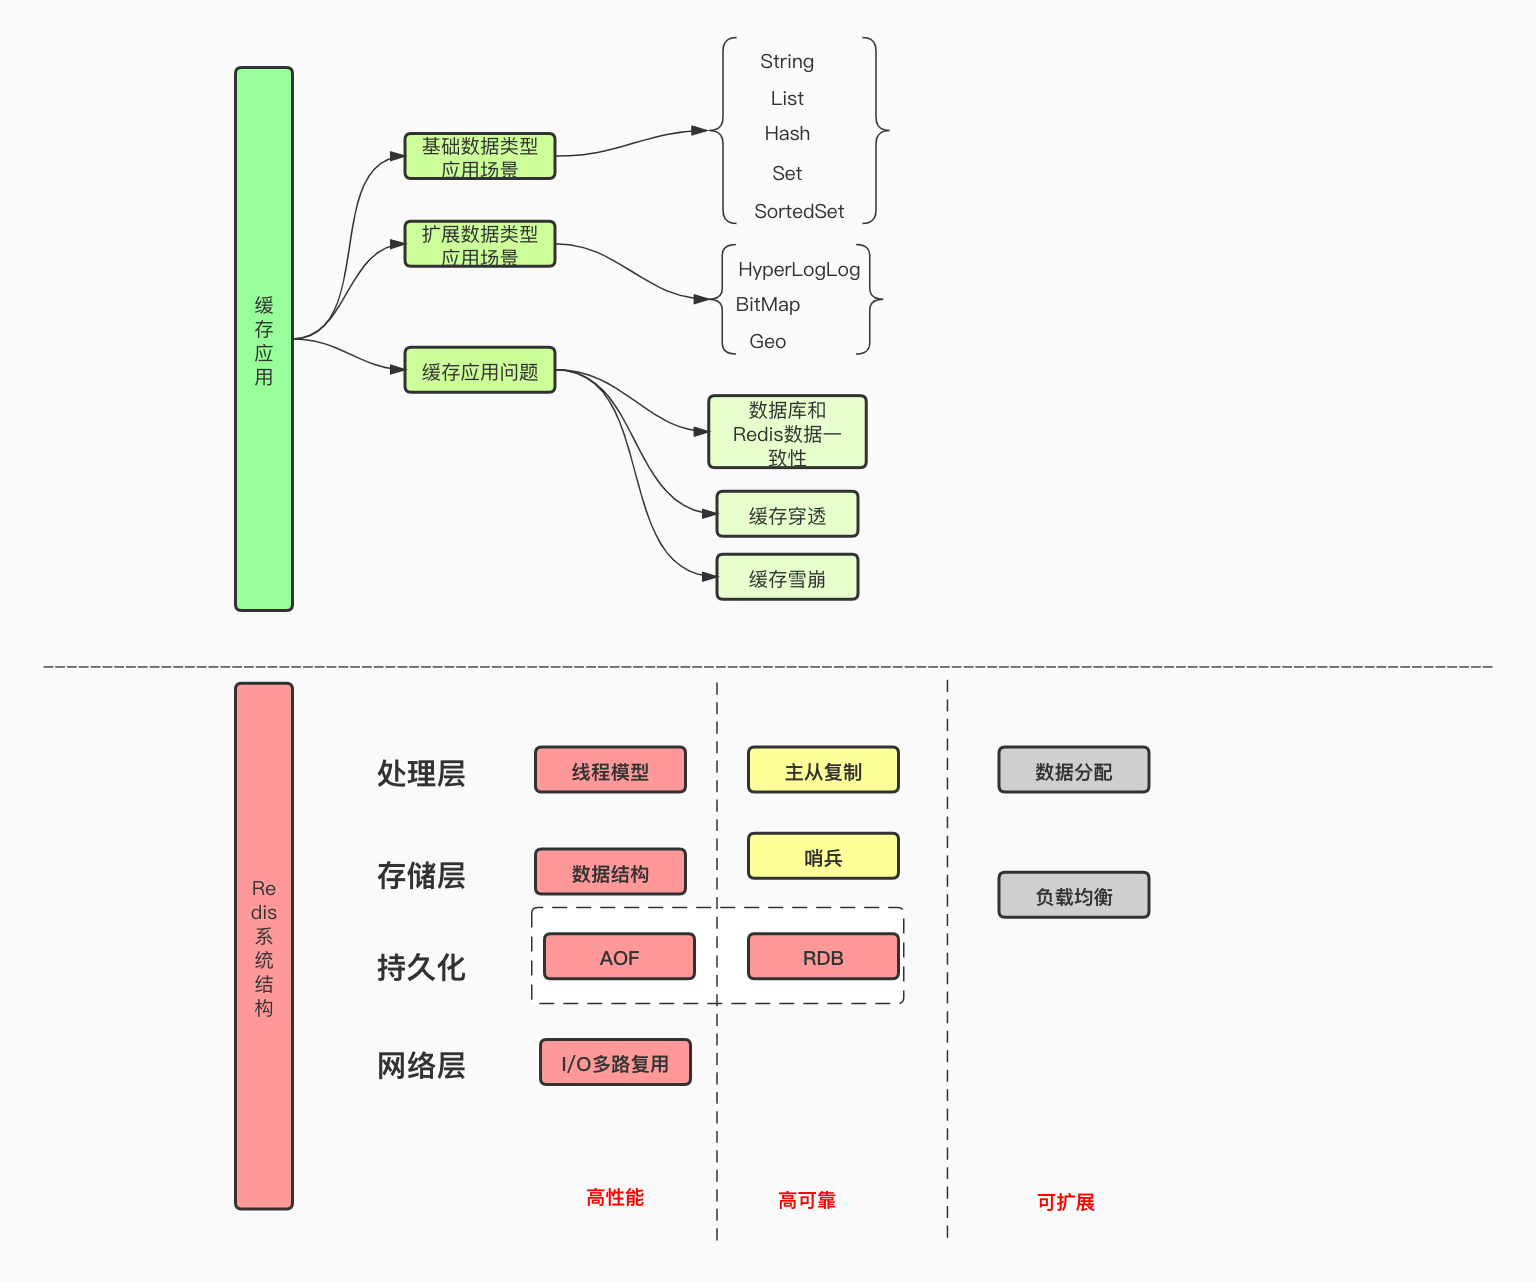 缓
存
应
用
基础数据类型
应用场景
String
List
Hash
Set
SortedSet
扩展数据类型
应用场景
HyperLogLog
BitMap
Geo
缓存应用问题
数据库和
Redis数据一
致性
缓存穿透
缓存雪崩
Re
dis
系
统
结
构
处理层
线程模型
主从复制
数据分配
存储层
数据结构
哨兵
负载均衡
持久化
AOF
RDB
网络层
I/O多路复用
高性能
高可靠
可扩展